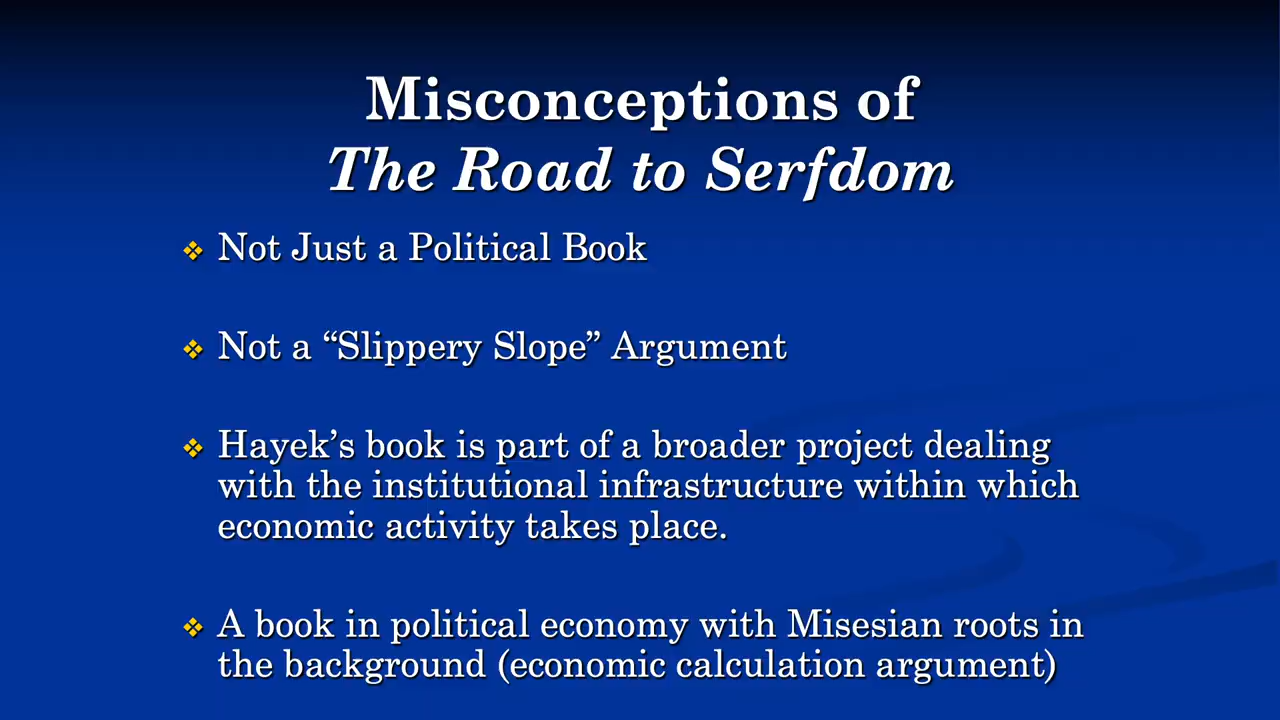 Misconceptions of
The Road to Serfdom
❖ Not Just a Political Book
❖ Not a “Slippery Slope” Argument
❖ Hayek’s book is part of a broader project dealing
with the institutional infrastructure within which
economic activity takes place.
❖ A book in political economy with Misesian roots in
the background (economic calculation argument)